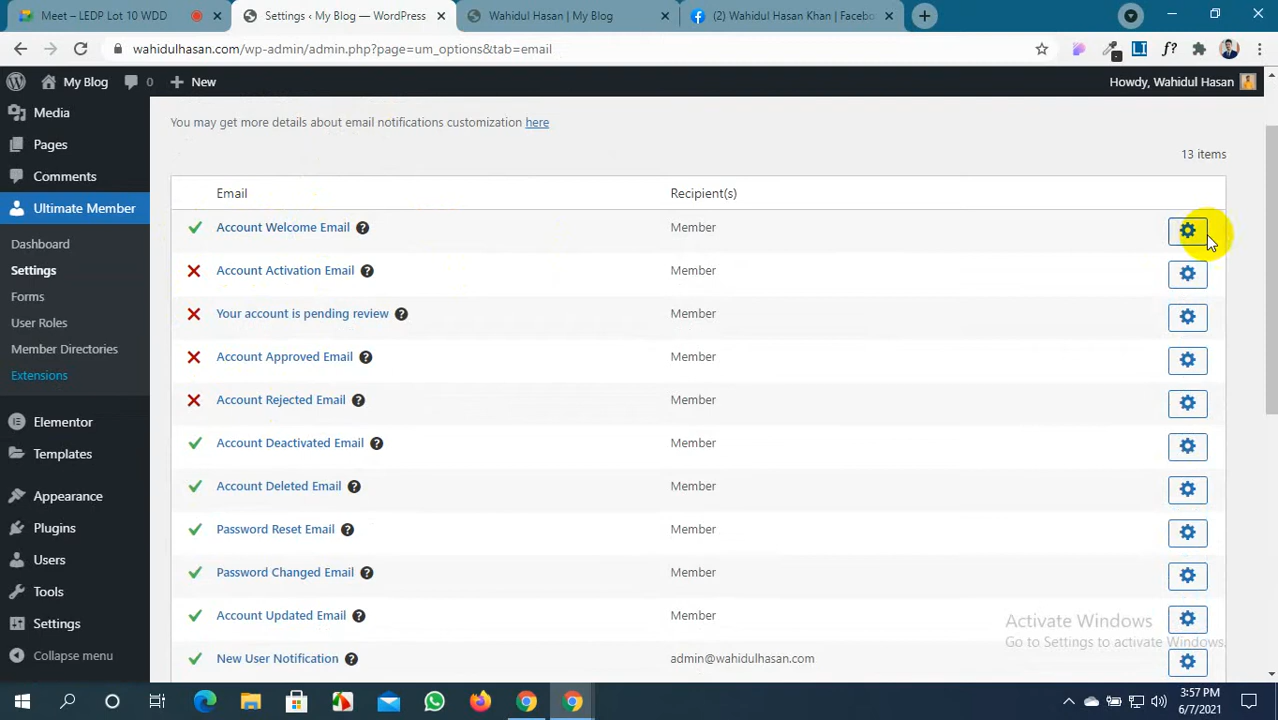 Meet – LEDP Lot 10 WDD
Settings ‹ My Blog — WordPress
Wahidul Hasan | My Blog
(2) Wahidul Hasan Khan | Facebo
wahidulhasan.com/wp-admin/admin.php?page=um_options&tab=email
My Blog 0 New
Howdy, Wahidul Hasan
Media
Pages
Comments
Ultimate Member
Dashboard
Settings
Forms
User Roles
Member Directories
Extensions
Elementor
Templates
Appearance
Plugins
Users
Tools
Settings
Collapse menu
You may get more details about email notifications customization here
13 items
Email Recipient(s)
Account Welcome Email ? Member
Account Activation Email ? Member
Your account is pending review ? Member
Account Approved Email ? Member
Account Rejected Email ? Member
Account Deactivated Email ? Member
Account Deleted Email ? Member
Password Reset Email ? Member
Password Changed Email ? Member
Account Updated Email ? Member
New User Notification ? admin@wahidulhasan.com
Activate Windows
Go to Settings to activate Windows.
3:57 PM
6/7/2021